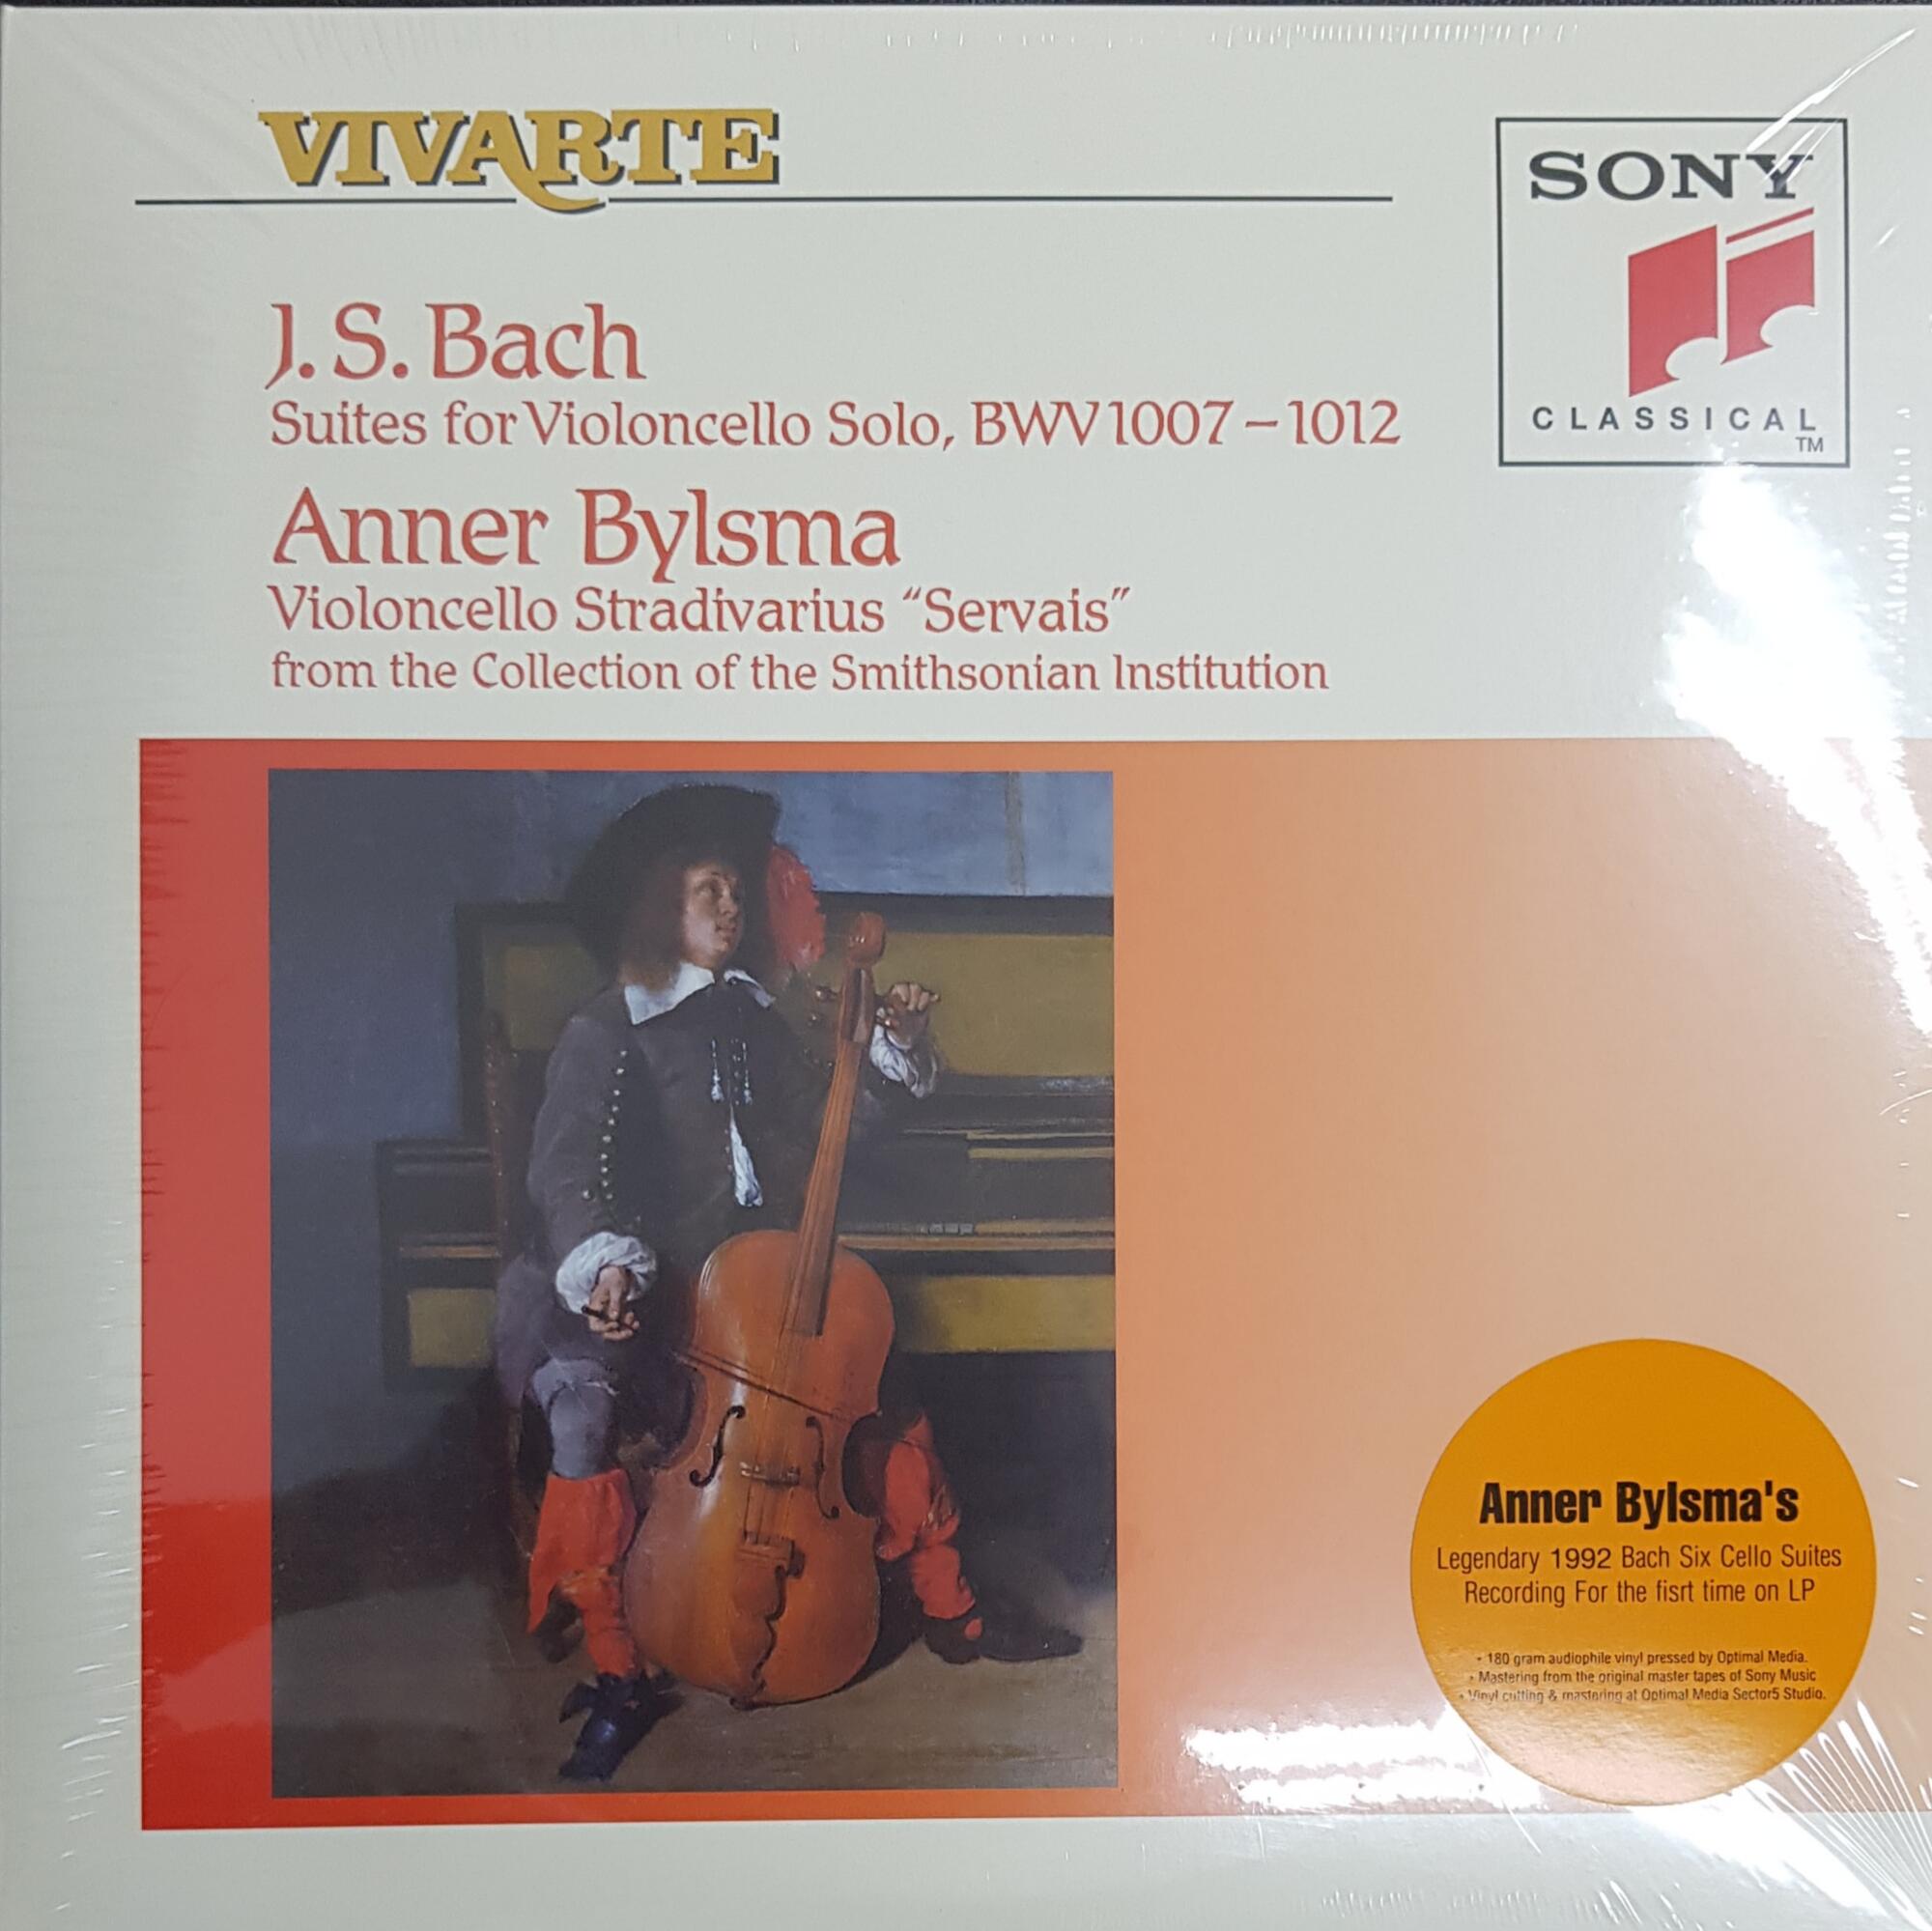 VIVARTE
SONY
CLASSICAL
TM
J. S. Bach
Suites for Violoncello Solo, BWV 1007 – 1012
Anner Bylsma
Violoncello Stradivarius “Servais”
from the Collection of the Smithsonian Institution
Anner Bylsma's
Legendary 1992 Bach Six Cello Suites
Recording For the fisrt time on LP
- 180 gram audiophile vinyl pressed by Optimal Media.
- Mastering from the original master tapes of Sony Music
- Vinyl cutting & mastering at Optimal Media Sector5 Studio.